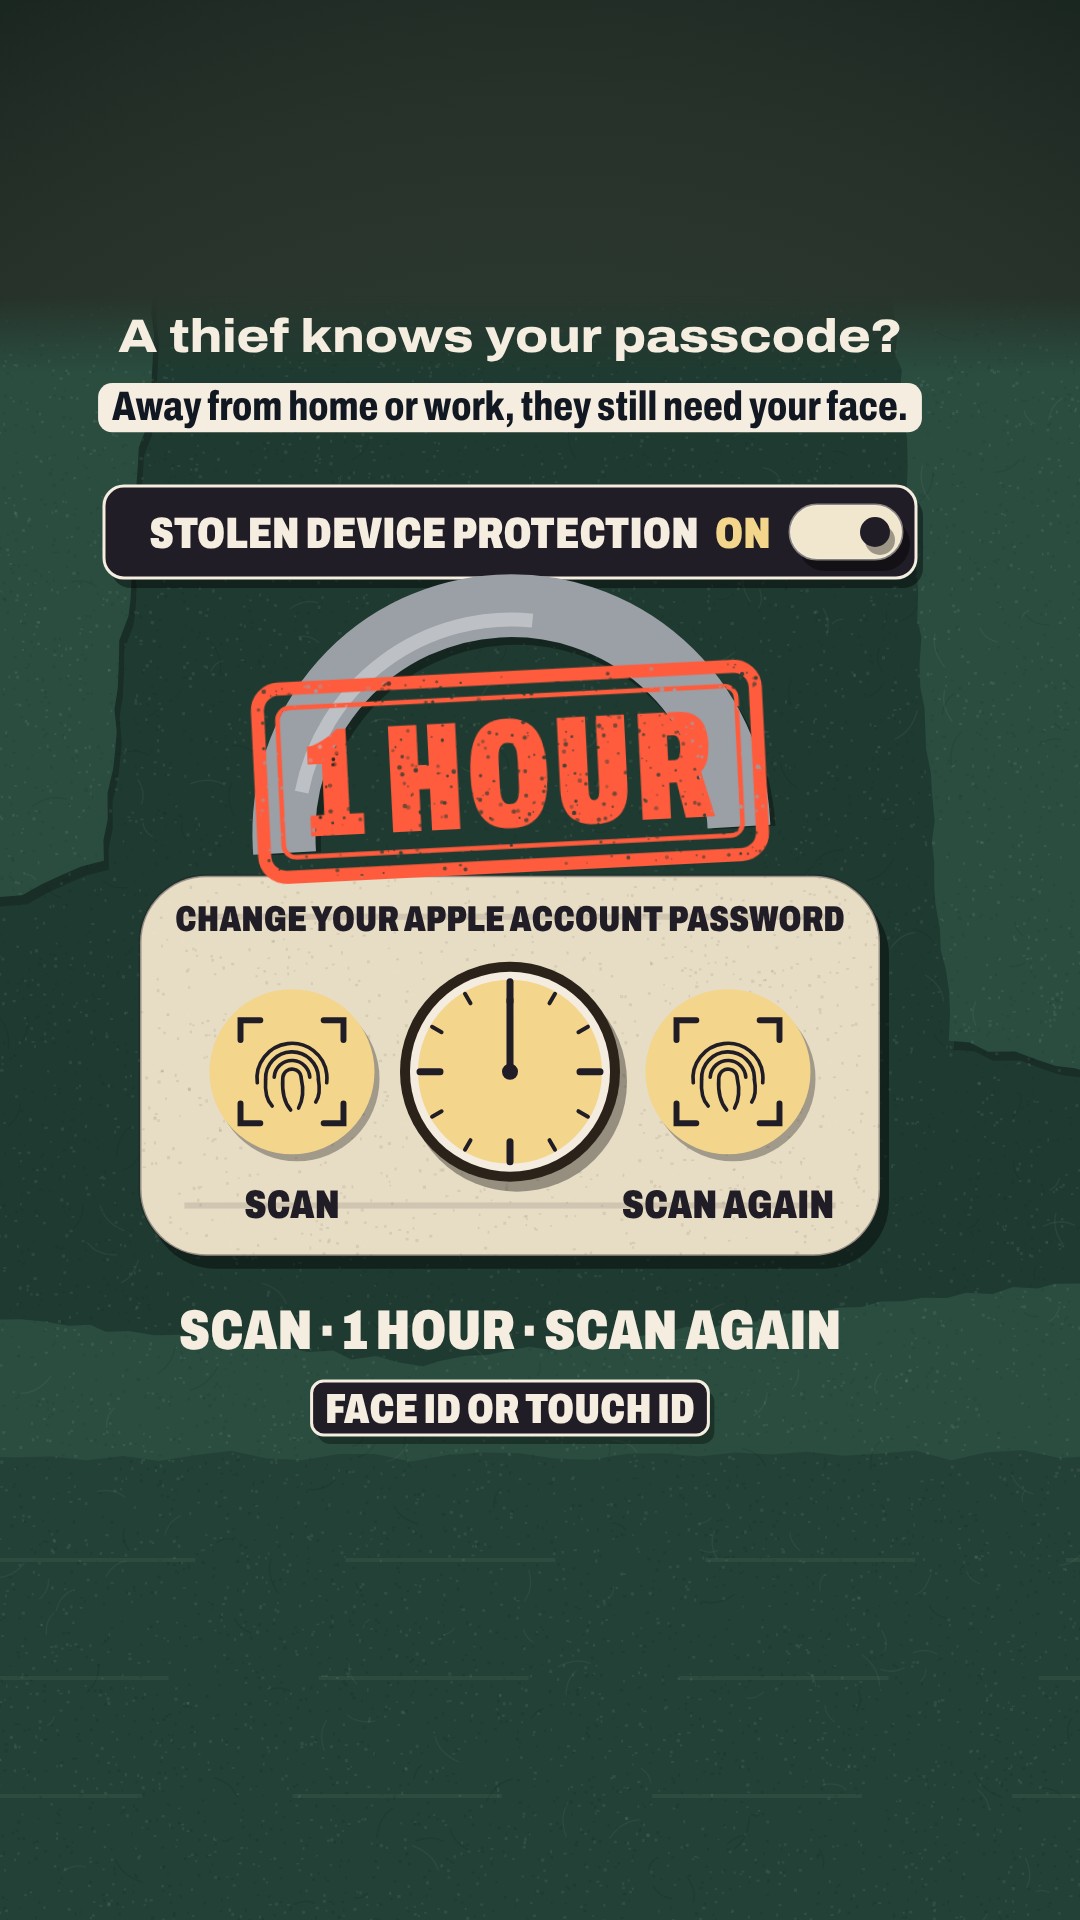 A thief knows your passcode?
Away from home or work, they still need your face.
STOLEN DEVICE PROTECTION ON
1 HOUR
CHANGE YOUR APPLE ACCOUNT PASSWORD
SCAN SCAN AGAIN
SCAN · 1 HOUR · SCAN AGAIN
FACE ID OR TOUCH ID